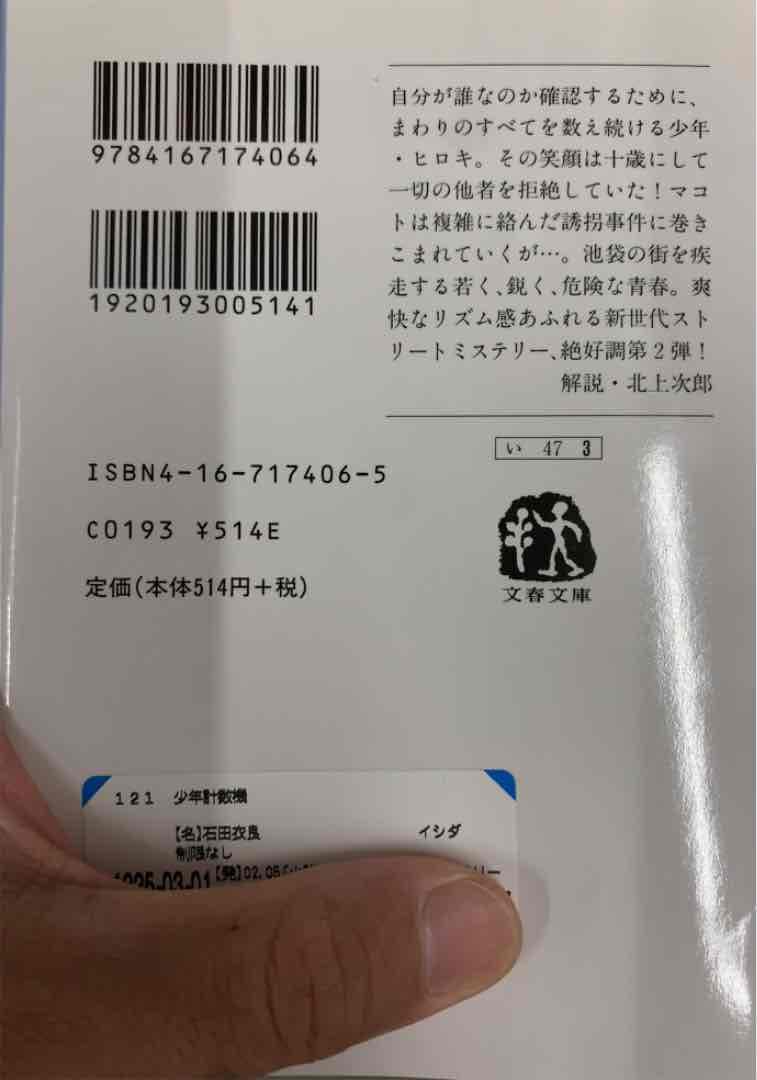 9784167174064
1920193005141
自分が誰なのか確認するために、
まわりのすべてを数え続ける少年
・ヒロキ。その笑顔は十歳にして
一切の他者を拒絶していた！マコ
トは複雑に絡んだ誘拐事件に巻き
こまれていくが…。池袋の街を疾
走する若く、鋭く、危険な青春。爽
快なリズム感あふれる新世代スト
リートミステリー、絶好調第2弾！
解説・北上次郎
い 47 3
ISBN4-16-717406-5
C0193 ¥514E
定価(本体514円+税)
文春文庫
121 少年計数機
【名】石田衣良 イシダ
制限なし
-03-01【発】02.05